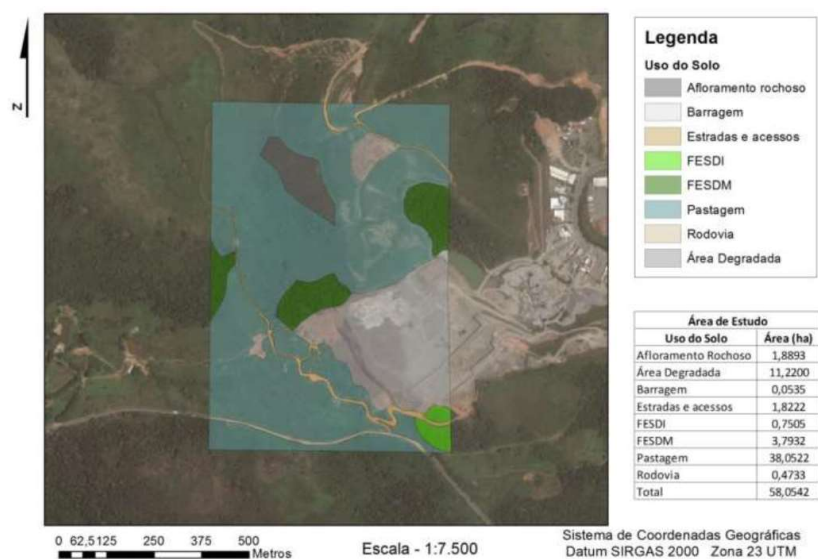 Z
Legenda
Uso do Solo
Afloramento rochoso
Barragem
Estradas e acessos
FESDI
FESDM
Pastagem
Rodovia
Área Degradada
Área de Estudo
Uso do Solo Área (ha)
Afloramento Rochoso 1,8893
Área Degradada 11,2200
Barragem 0,0535
Estradas e acessos 1,8222
FESDI 0,7505
FESDM 3,7932
Pastagem 38,0522
Rodovia 0,4733
Total 58,0542
0 62,5125 250 375 500
Metros
Escala - 1:7.500
Sistema de Coordenadas Geográficas
Datum SIRGAS 2000 Zona 23 UTM